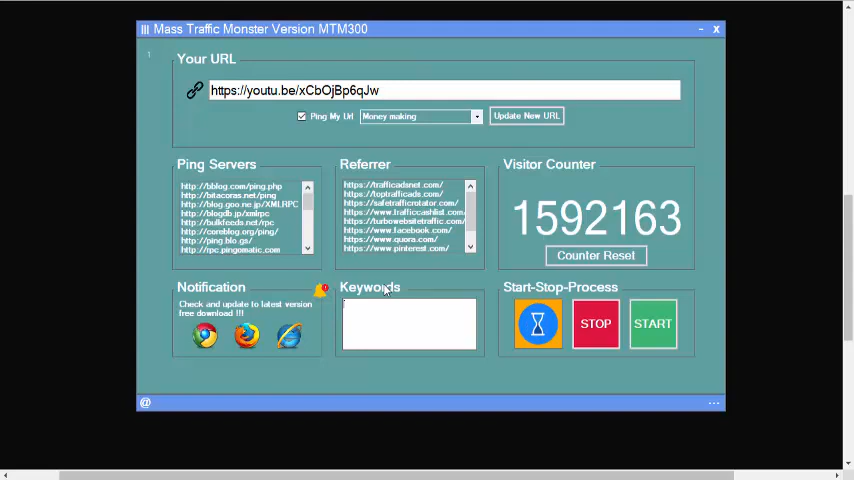 Mass Traffic Monster Version MTM300
1
Your URL
https://youtu.be/xCbOjBp6qJw
Ping My Url
Money making
Update New URL
Ping Servers
http://bblog.com/ping.php
http://bitacoras.net/ping
http://blog.goo.ne.jp/XMLRPC
http://blogdb.jp/xmlrpc
http://bulkfeeds.net/rpc
http://coreblog.org/ping/
http://ping.blo.gs/
http://rpc.pingomatic.com
Referrer
https://trafficadsnet.com/
https://toptrafficads.com/
https://safetrafficrotator.com/
https://www.trafficcashlist.com/
https://turbowebsitetraffic.com/
https://www.facebook.com/
https://www.quora.com/
https://www.pinterest.com/
Visitor Counter
1592163
Counter Reset
Notification
Check and update to latest version
free download !!!
Keywords
Start-Stop-Process
STOP
START
@
...